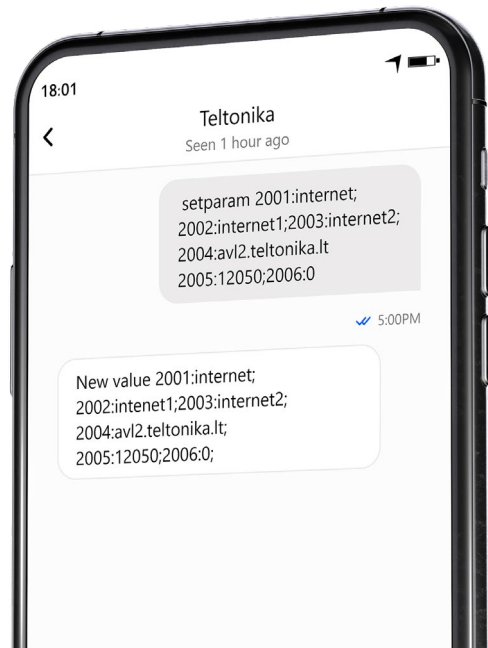 18:01
Teltonika
Seen 1 hour ago
setparam 2001:internet;
2002:internet1;2003:internet2;
2004:avl2.teltonika.lt
2005:12050;2006:0
5:00PM
New value 2001:internet;
2002:intenet1;2003:internet2;
2004:avl2.teltonika.lt;
2005:12050;2006:0;